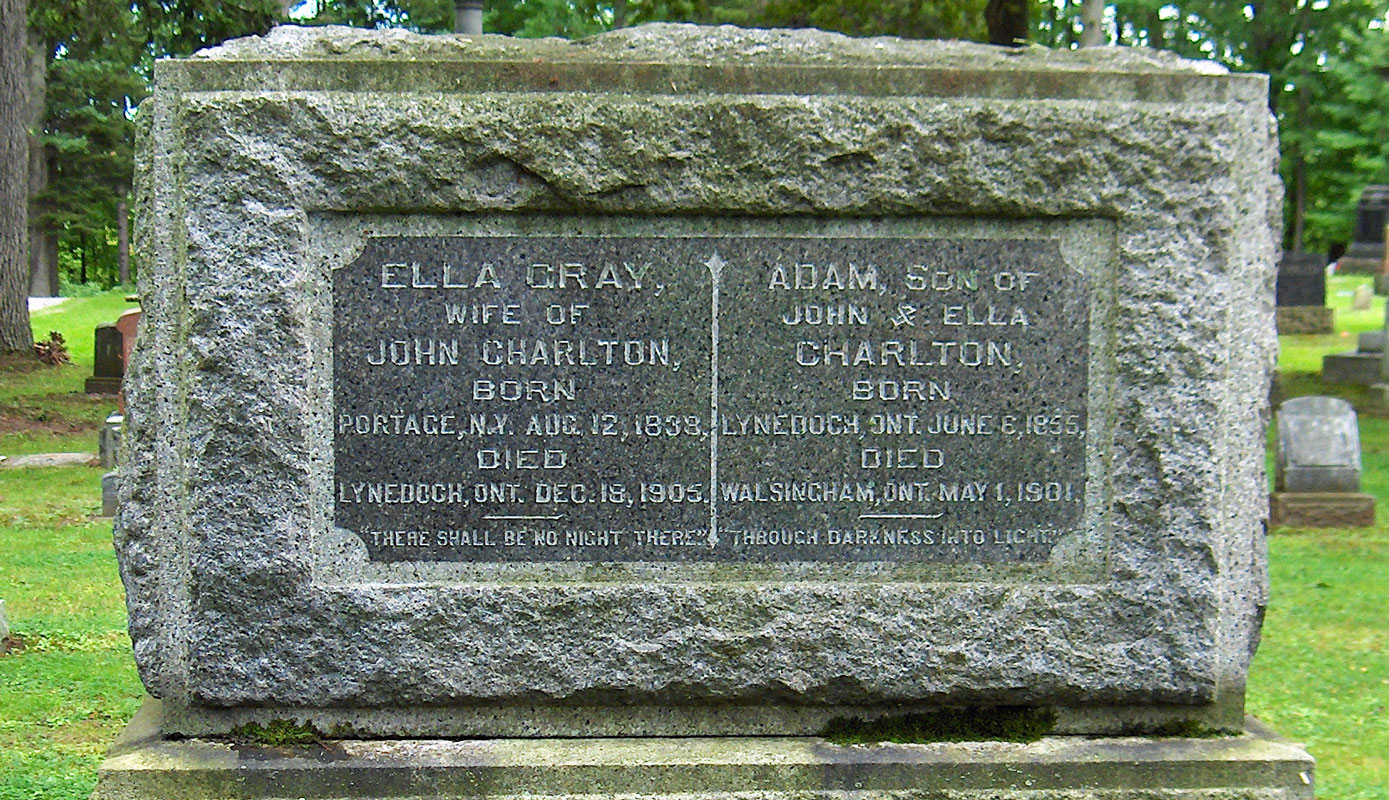 ELLA GRAY,
WIFE OF
JOHN CHARLTON,
BORN
PORTAGE, N.Y. AUG. 12, 1838,
DIED
LYNEDOCH, ONT. DEC. 18, 1905.
"THERE SHALL BE NO NIGHT THERE."
ADAM, SON OF
JOHN & ELLA
CHARLTON,
BORN
LYNEDOCH, ONT. JUNE 6, 1855,
DIED
WALSINGHAM, ONT. MAY 1, 1901.
"THROUGH DARKNESS INTO LIGHT."